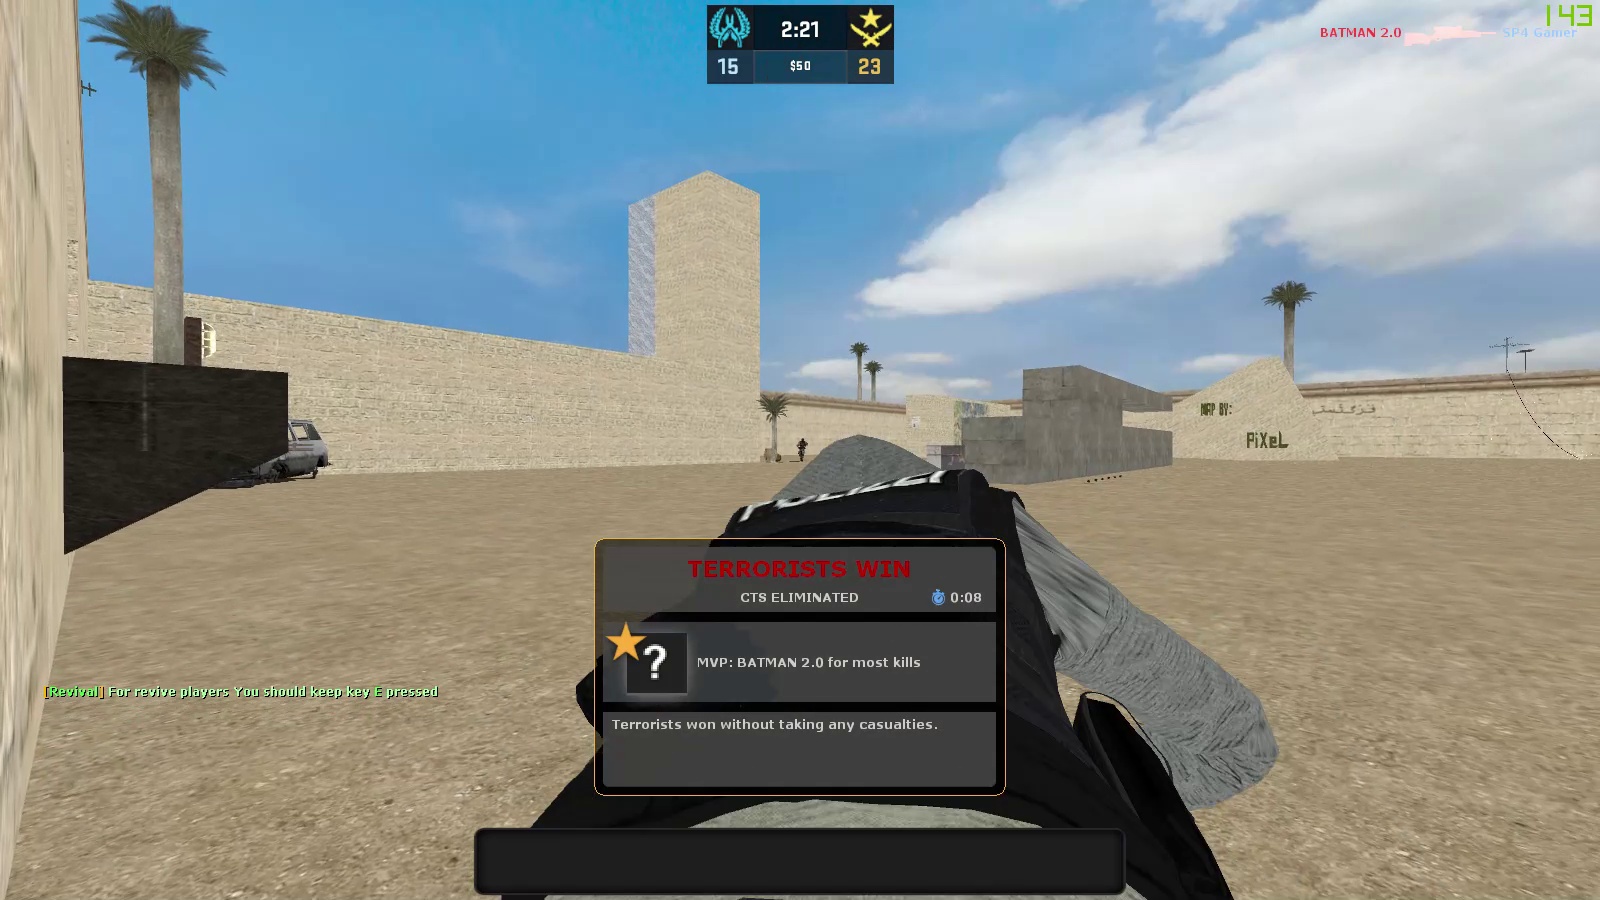 143
2:21
BATMAN 2.0 SP4 Gamer
15 $50 23
MAP BY:
PiXeL
TERRORISTS WIN
CTS ELIMINATED 0:08
?
MVP: BATMAN 2.0 for most kills
[Revival] For revive players You should keep key E pressed
Terrorists won without taking any casualties.